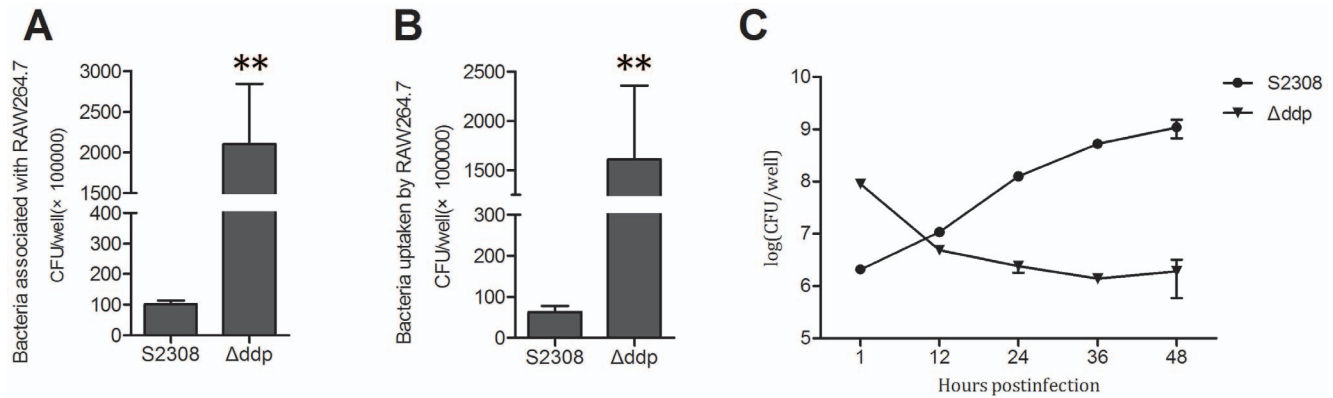 A
Bacteria associated with RAW264.7
CFU/well(× 100000)
3000
2500
2000
1500
400
300
200
100
0
**
S2308
Δddp
B
Bacteria uptaken by RAW264.7
CFU/well(× 100000)
2500
2000
1500
300
200
100
0
**
S2308
Δddp
C
log(CFU/well)
10
9
8
7
6
5
1
12
24
36
48
Hours postinfection
S2308
Δddp